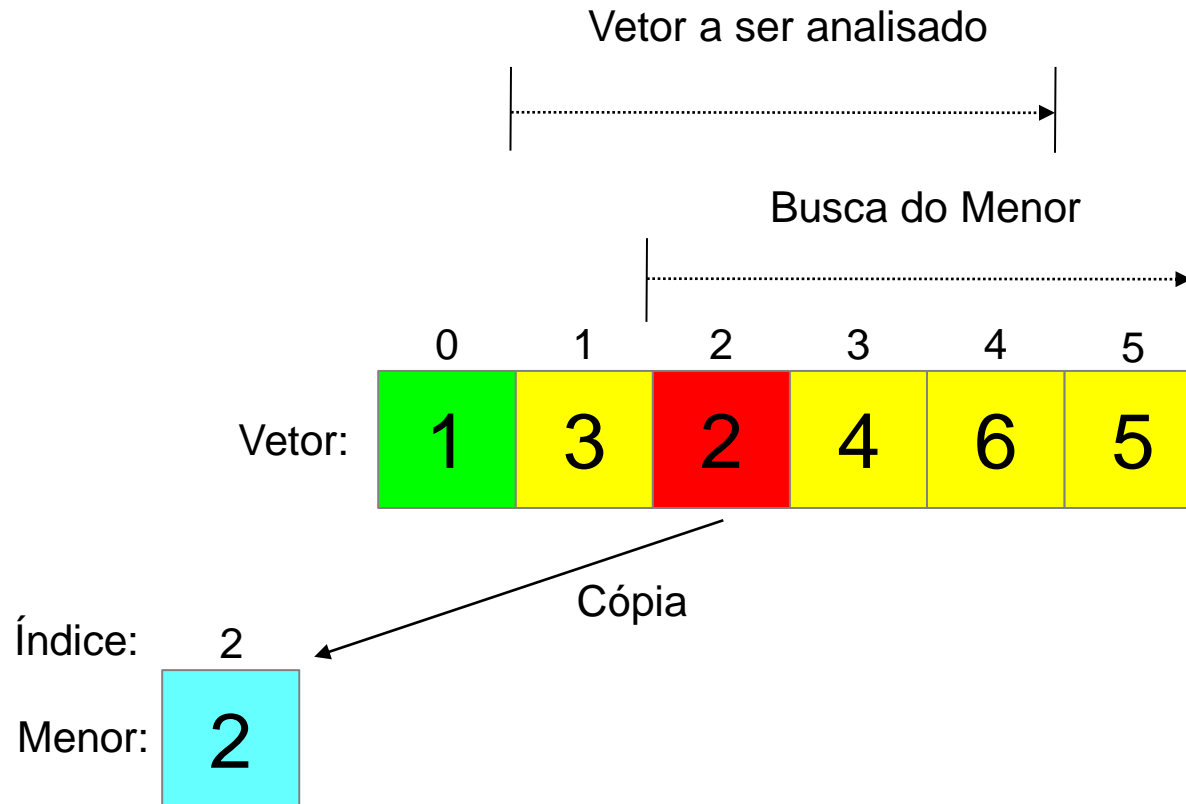 Vetor a ser analisado
Busca do Menor
0 1 2 3 4 5
Vetor: 1 3 2 4 6 5
Cópia
Índice: 2
Menor: 2